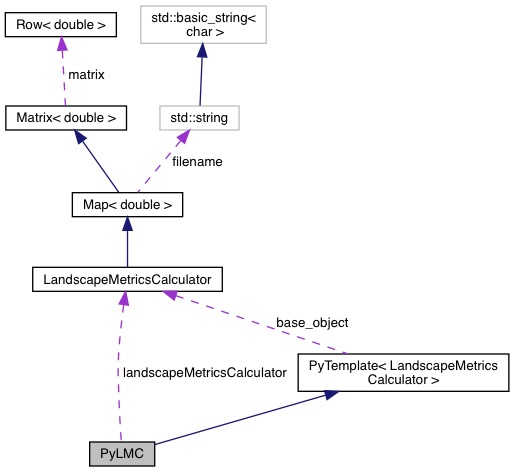 Row< double >
std::basic_string<
char >
matrix
Matrix< double >
std::string
filename
Map< double >
LandscapeMetricsCalculator
base_object
PyTemplate< LandscapeMetrics
Calculator >
landscapeMetricsCalculator
PyLMC